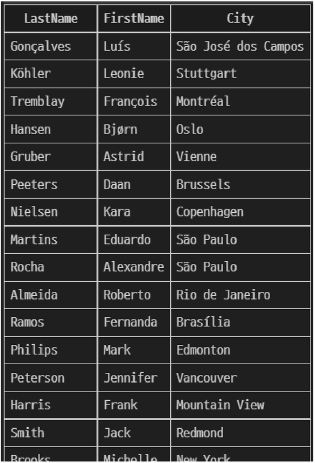 LastName FirstName City
Gonçalves Luís São José dos Campos
Köhler Leonie Stuttgart
Tremblay François Montréal
Hansen Bjørn Oslo
Gruber Astrid Vienne
Peeters Daan Brussels
Nielsen Kara Copenhagen
Martins Eduardo São Paulo
Rocha Alexandre São Paulo
Almeida Roberto Rio de Janeiro
Ramos Fernanda Brasília
Philips Mark Edmonton
Peterson Jennifer Vancouver
Harris Frank Mountain View
Smith Jack Redmond
Brooks Michelle New York